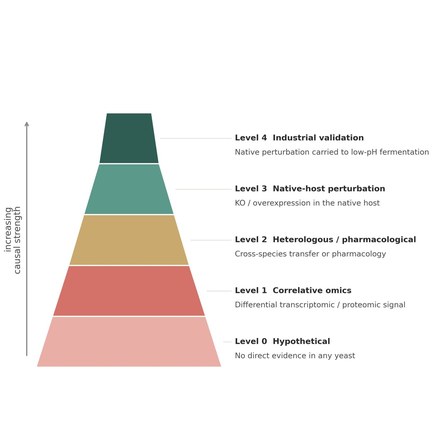 Level 4 Industrial validation
Native perturbation carried to low-pH fermentation
Level 3 Native-host perturbation
KO / overexpression in the native host
increasing
causal strength
Level 2 Heterologous / pharmacological
Cross-species transfer or pharmacology
Level 1 Correlative omics
Differential transcriptomic / proteomic signal
Level 0 Hypothetical
No direct evidence in any yeast